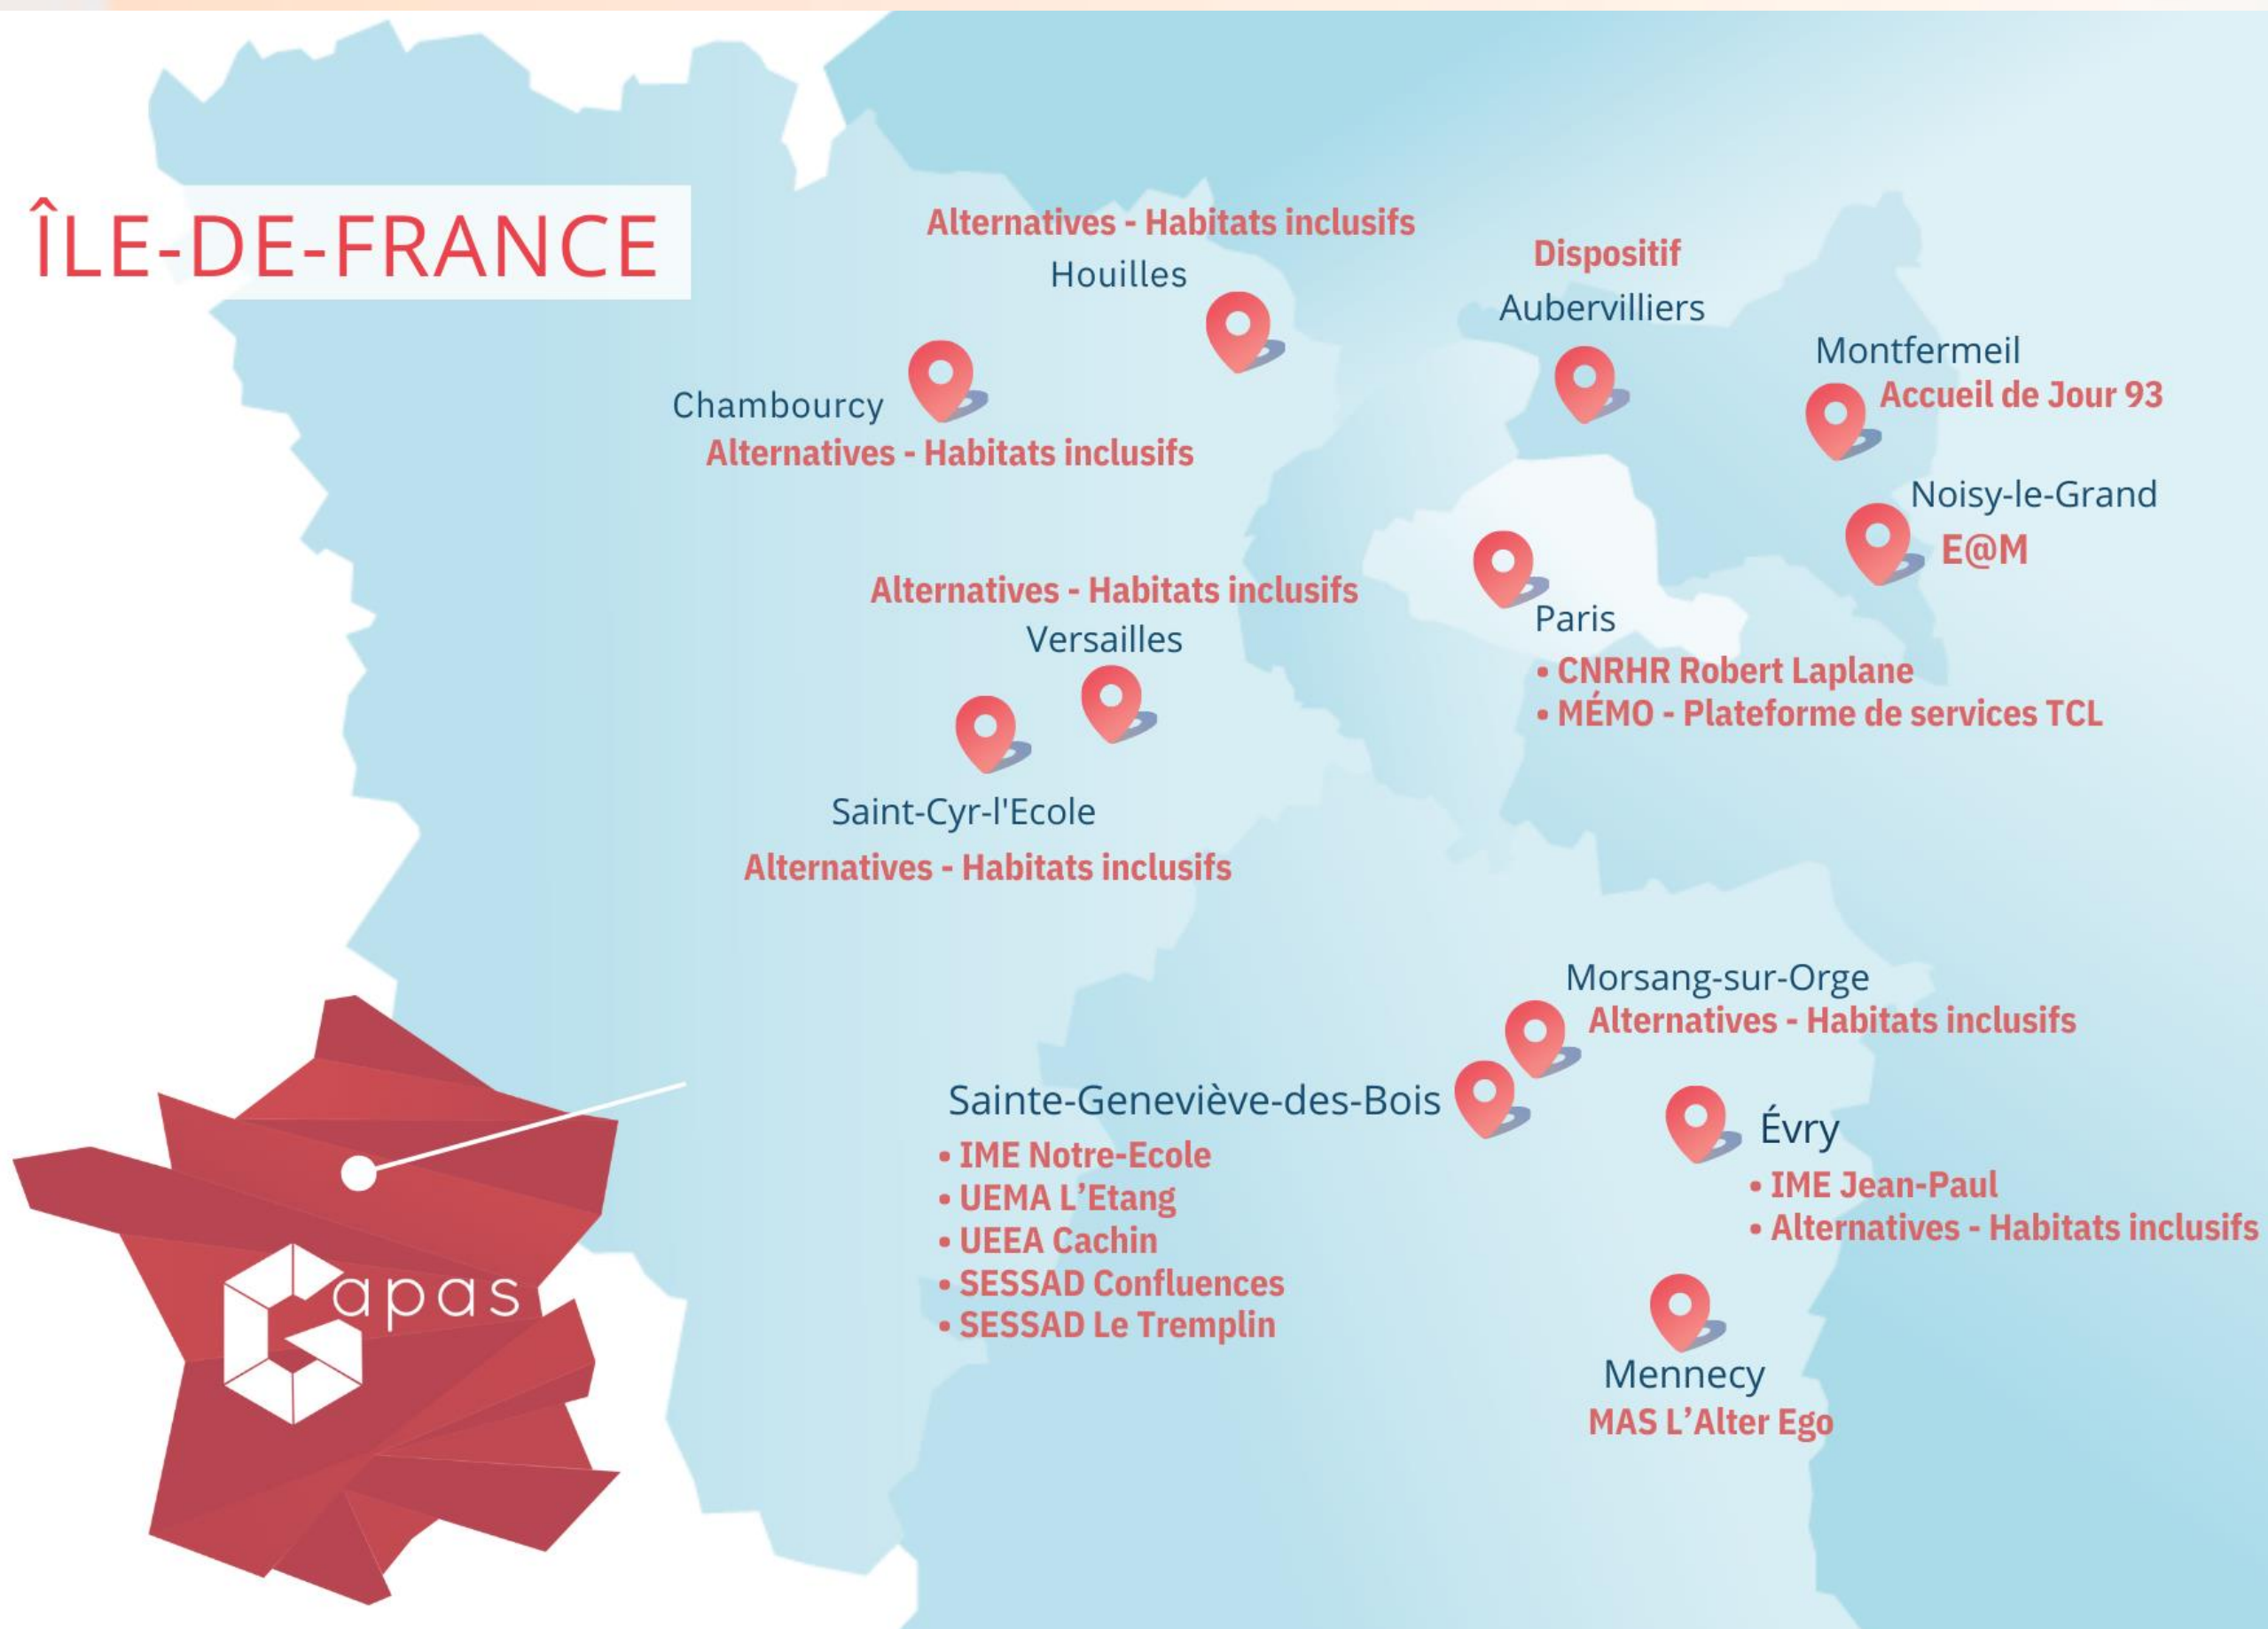 ÎLE-DE-FRANCE
Alternatives - Habitats inclusifs
Houilles
Dispositif
Aubervilliers
Montfermeil
Accueil de Jour 93
Chambourcy
Alternatives - Habitats inclusifs
Noisy-le-Grand
E@M
Alternatives - Habitats inclusifs
Versailles
Paris
• CNRHR Robert Laplane
• MÉMO - Plateforme de services TCL
Saint-Cyr-l'Ecole
Alternatives - Habitats inclusifs
Morsang-sur-Orge
Alternatives - Habitats inclusifs
Sainte-Geneviève-des-Bois
• IME Notre-Ecole
• UEMA L’Etang
• UEEA Cachin
• SESSAD Confluences
• SESSAD Le Tremplin
Évry
• IME Jean-Paul
• Alternatives - Habitats inclusifs
Mennecy
MAS L’Alter Ego
Gapas